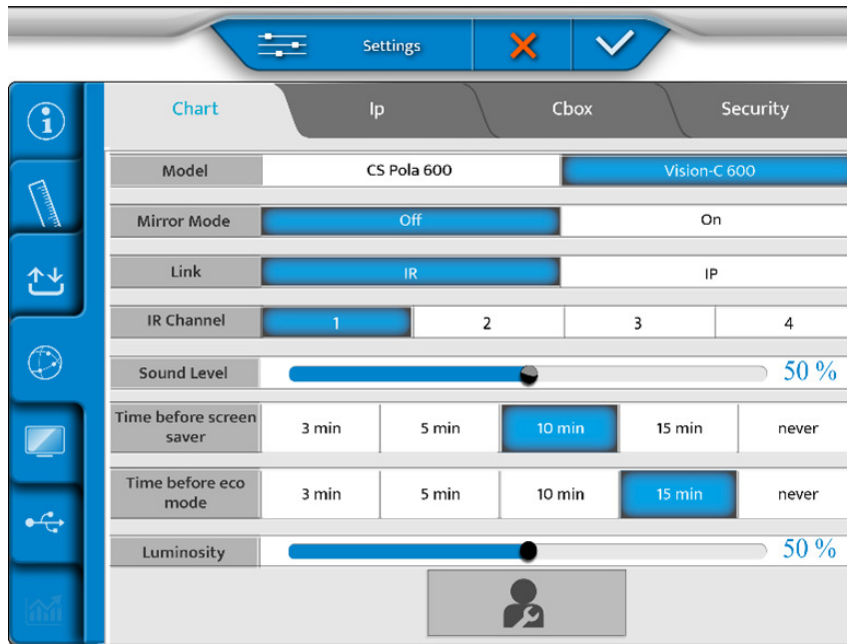 Settings
Chart Ip Cbox Security
Model CS Pola 600 Vision-C 600
Mirror Mode Off On
Link IR IP
IR Channel 1 2 3 4
Sound Level 50 %
Time before screen
saver 3 min 5 min 10 min 15 min never
Time before eco
mode 3 min 5 min 10 min 15 min never
Luminosity 50 %